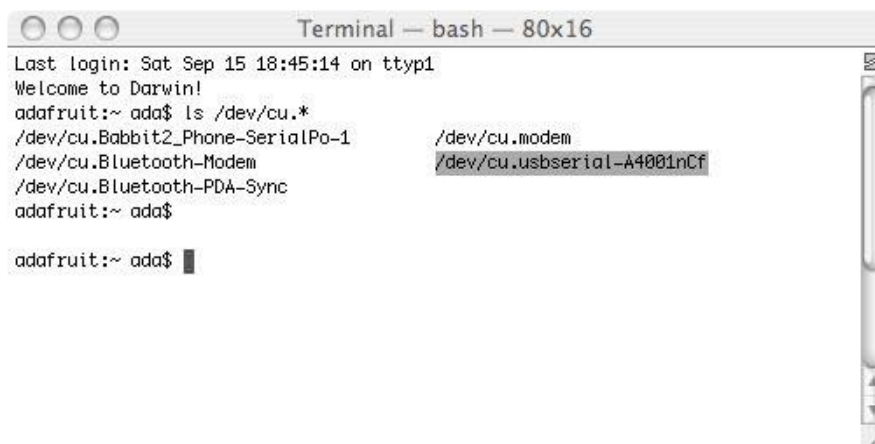 Terminal — bash — 80x16
Last login: Sat Sep 15 18:45:14 on ttyp1
Welcome to Darwin!
adafruit:~ ada$ ls /dev/cu.*
/dev/cu.Babbit2_Phone-SerialPo-1 /dev/cu.modem
/dev/cu.Bluetooth-Modem /dev/cu.usbserial-A4001nCf
/dev/cu.Bluetooth-PDA-Sync
adafruit:~ ada$
adafruit:~ ada$